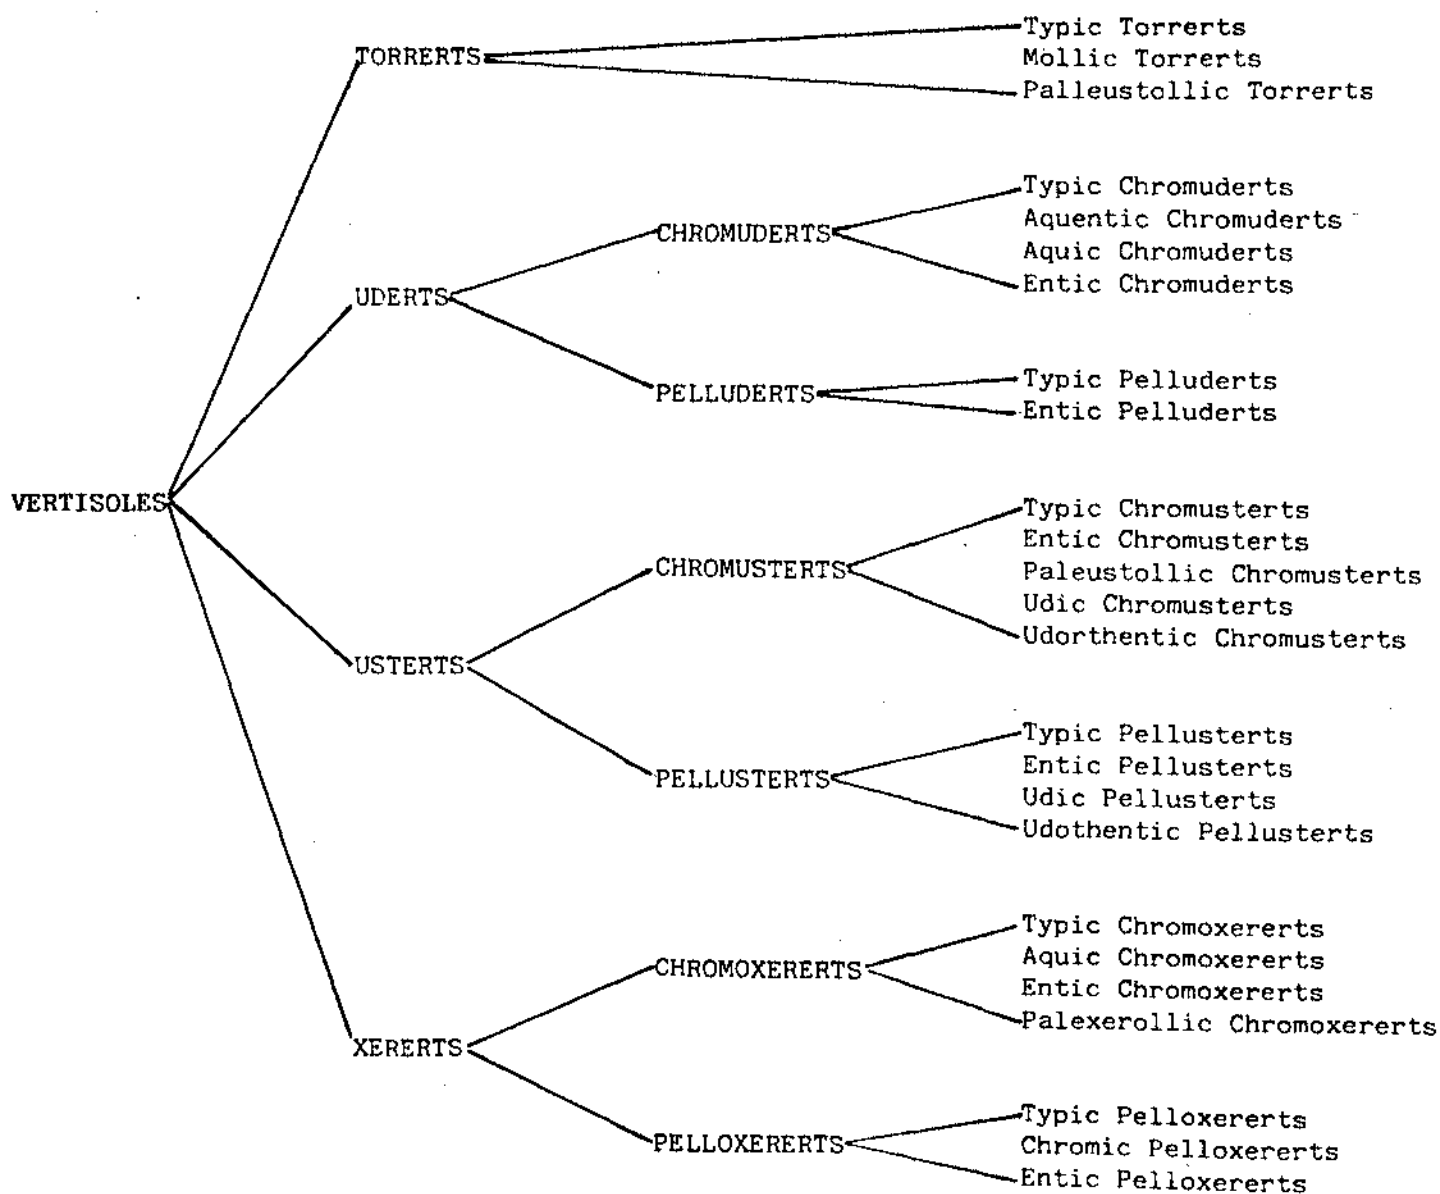 Typic Torrerts
TORRERTS
Mollic Torrerts
Palleustollic Torrerts
Typic Chromuderts
CHROMUDERTS
Aquentic Chromuderts
Aquic Chromuderts
Entic Chromuderts
UDERTS
PELLUDERTS
Typic Pelluderts
Entic Pelluderts
VERTISOLES
Typic Chromusterts
Entic Chromusterts
CHROMUSTERTS
Paleustollic Chromusterts
Udic Chromusterts
Udorthentic Chromusterts
USTERTS
Typic Pellusterts
Entic Pellusterts
PELLUSTERTS
Udic Pellusterts
Udothentic Pellusterts
Typic Chromoxererts
Aquic Chromoxererts
CHROMOXERERTS
Entic Chromoxererts
Palexerollic Chromoxererts
XERERTS
Typic Pelloxererts
PELLOXERERTS
Chromic Pelloxererts
Entic Pelloxererts